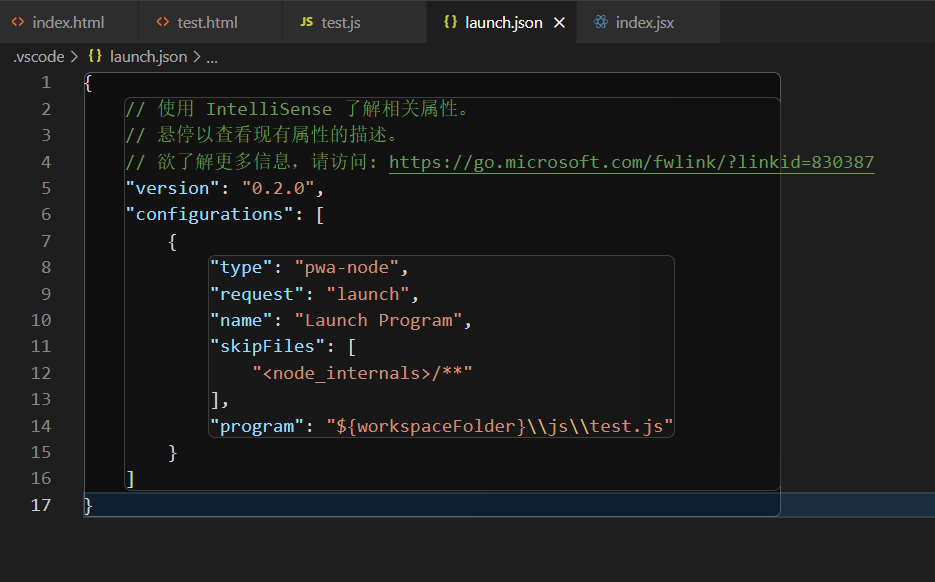 index.html test.html JS test.js {} launch.json index.jsx
.vscode > {} launch.json > ...
1 {
2 // 使用 IntelliSense 了解相关属性。
3 // 悬停以查看现有属性的描述。
4 // 欲了解更多信息，请访问: https://go.microsoft.com/fwlink/?linkid=830387
5 "version": "0.2.0",
6 "configurations": [
7 {
8 "type": "pwa-node",
9 "request": "launch",
10 "name": "Launch Program",
11 "skipFiles": [
12 "<node_internals>/**"
13 ],
14 "program": "${workspaceFolder}\\js\\test.js"
15 }
16 ]
17 }